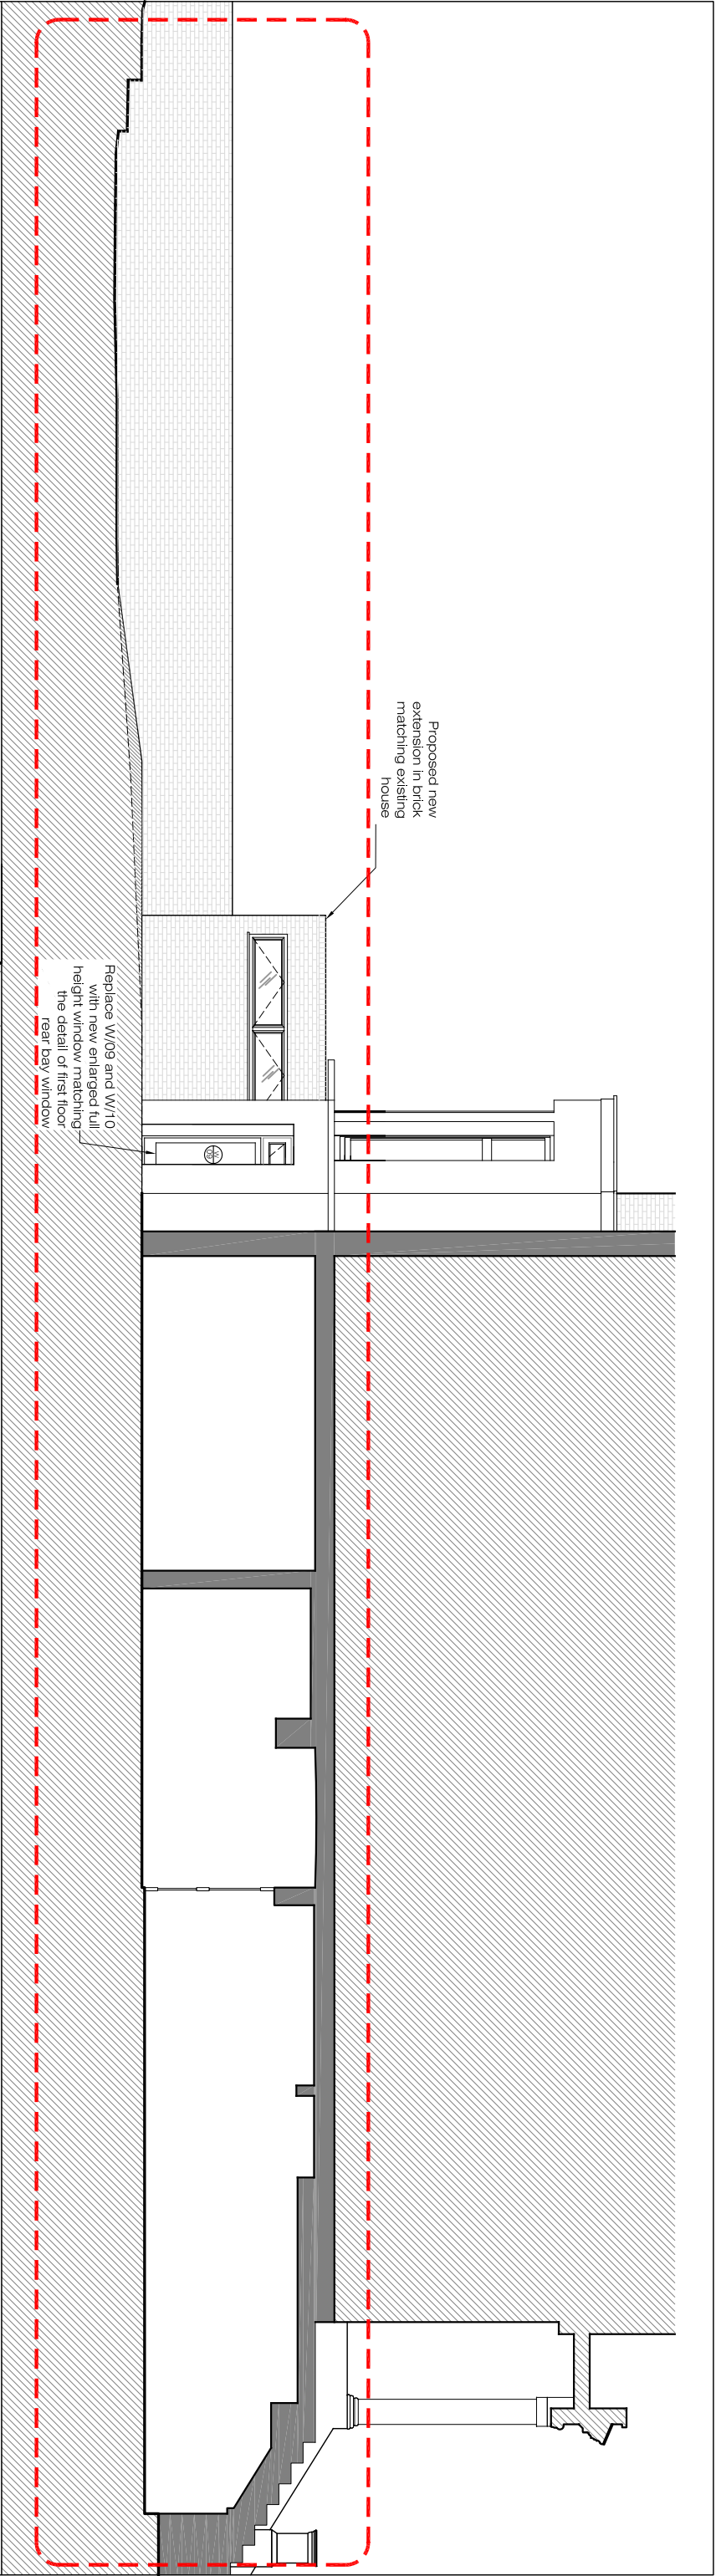 Proposed new
extension in brick
matching existing
house
Replace W/09 and W/10
with new enlarged full
height window matching
the detail of first floor
rear bay window
W
09